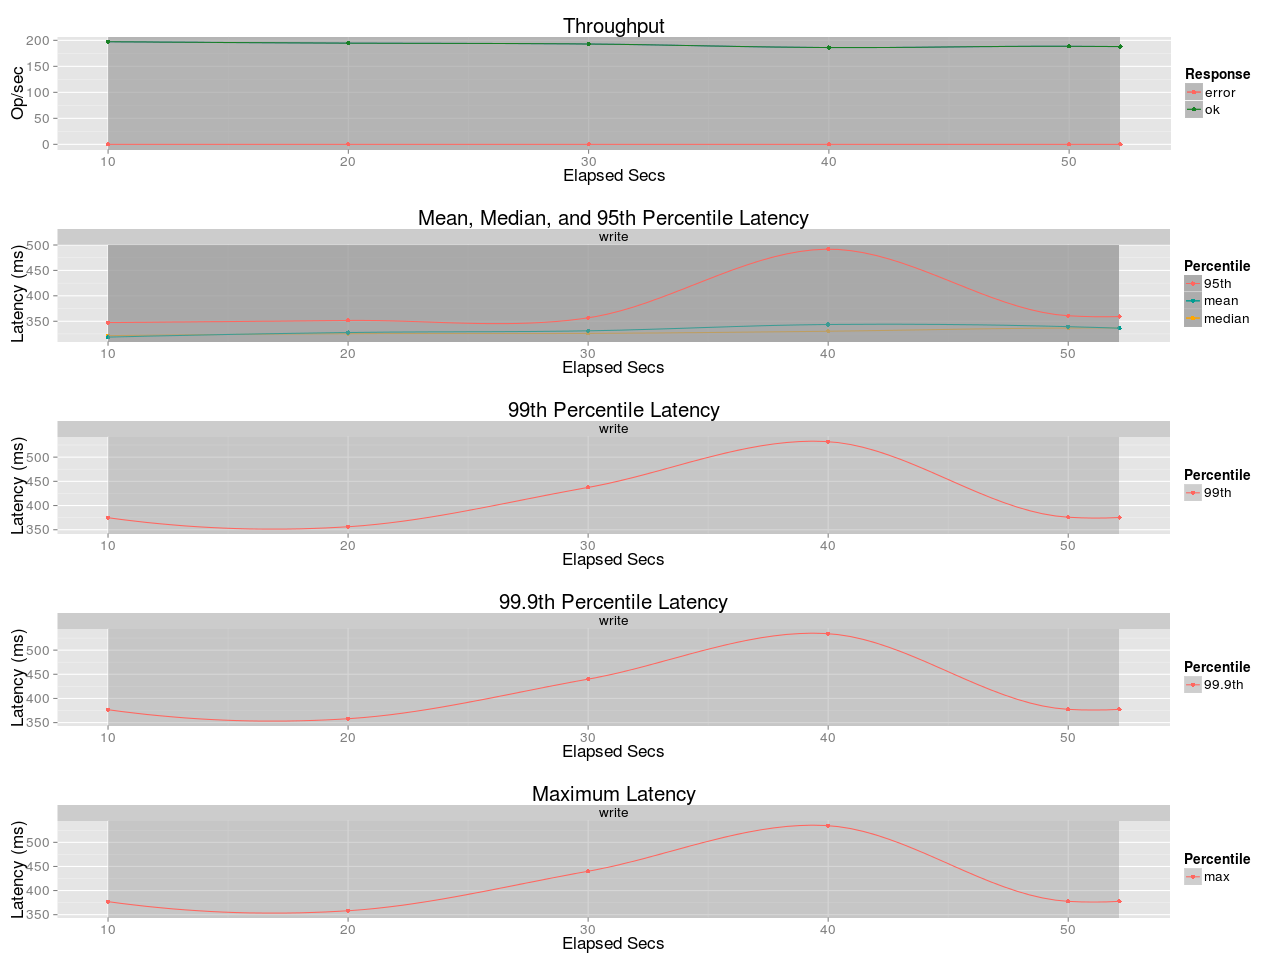 Throughput
Op/sec
200
150
100
50
0
10 20 30 40 50
Elapsed Secs
Response
error
ok
Mean, Median, and 95th Percentile Latency
write
Latency (ms)
500
450
400
350
10 20 30 40 50
Elapsed Secs
Percentile
95th
mean
median
99th Percentile Latency
write
Latency (ms)
500
450
400
350
10 20 30 40 50
Elapsed Secs
Percentile
99th
99.9th Percentile Latency
write
Latency (ms)
500
450
400
350
10 20 30 40 50
Elapsed Secs
Percentile
99.9th
Maximum Latency
write
Latency (ms)
500
450
400
350
10 20 30 40 50
Elapsed Secs
Percentile
max